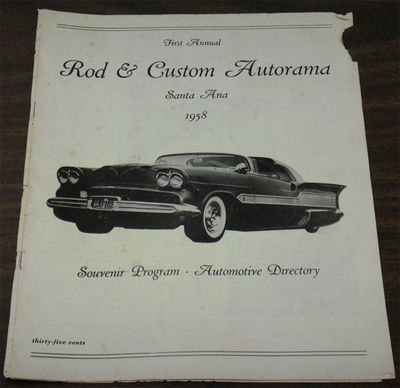 First Annual
Rod & Custom Autorama
Santa Ana
1958
Souvenir Program - Automotive Directory
thirty-five cents